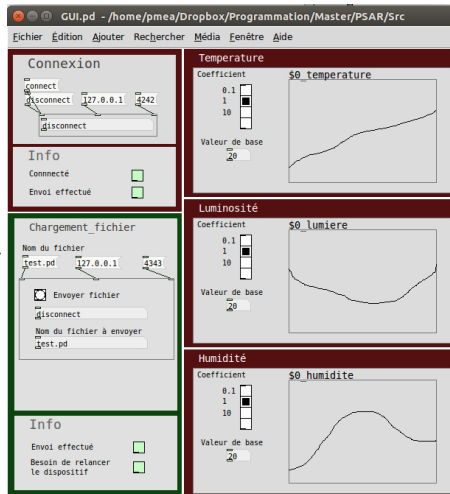 GUI.pd - /home/pmea/Dropbox/Programmation/Master/PSAR/Src
Fichier Édition Ajouter Rechercher Média Fenêtre Aide
Connexion
connect
disconnect 127.0.0.1 4242
disconnect
Info
Connnecté
Envoi effectué
Chargement_fichier
Nom du fichier
test.pd 127.0.0.1 4343
Envoyer fichier
disconnect
Nom du fichier à envoyer
test.pd
Info
Envoi effectué
Besoin de relancer
le dispositif
Temperature
Coefficient $0_temperature
0.1
1
10
Valeur de base
20
Luminosité
Coefficient $0_lumiere
0.1
1
10
Valeur de base
20
Humidité
Coefficient $0_humidite
0.1
1
10
Valeur de base
20